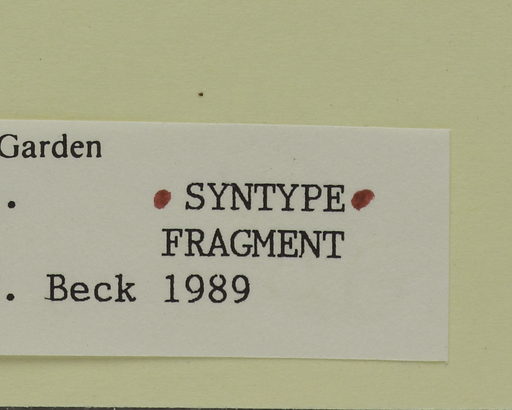 Garden
. SYNTYPE
FRAGMENT
. Beck 1989